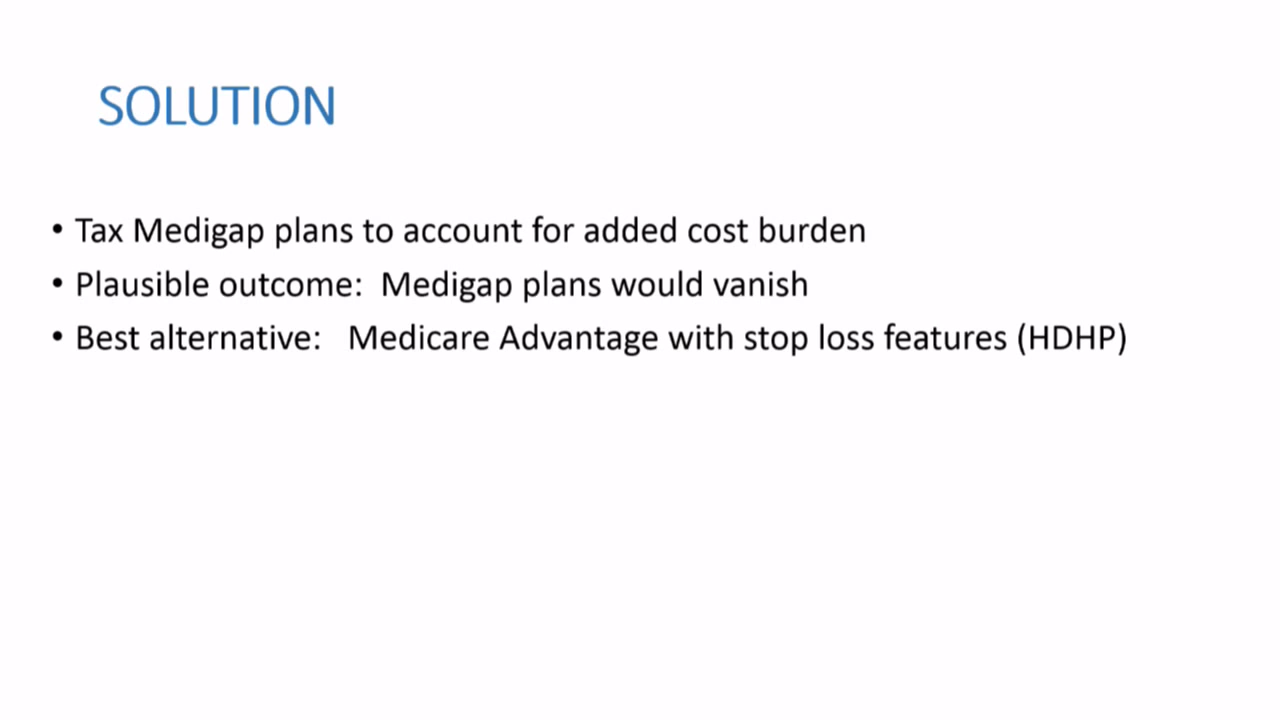 SOLUTION
• Tax Medigap plans to account for added cost burden
• Plausible outcome:  Medigap plans would vanish
• Best alternative:   Medicare Advantage with stop loss features (HDHP)